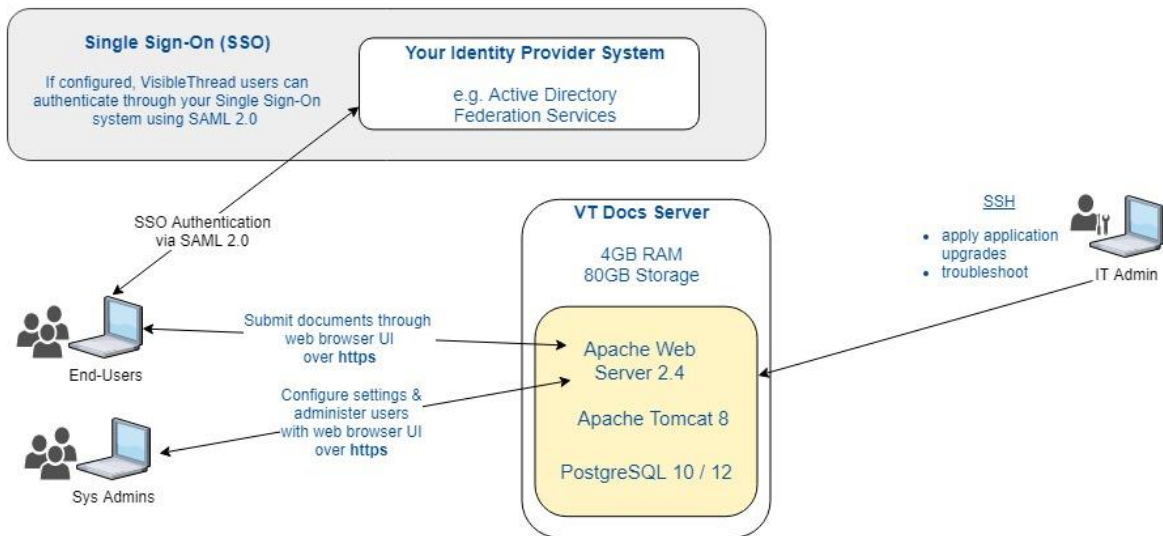 Single Sign-On (SSO)
If configured, VisibleThread users can
authenticate through your Single Sign-On
system using SAML 2.0
Your Identity Provider System
e.g. Active Directory
Federation Services
SSO Authentication
via SAML 2.0
End-Users
Submit documents through
web browser UI
over https
Configure settings &
administer users
with web browser UI
over https
Sys Admins
VT Docs Server
4GB RAM
80GB Storage
Apache Web
Server 2.4
Apache Tomcat 8
PostgreSQL 10 / 12
SSH
• apply application
upgrades
• troubleshoot
IT Admin